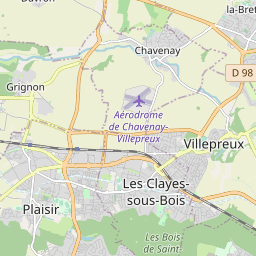 Davron
la-Bret
Chavenay
D 98
Grignon
Aérodrome
de Chavenay-
Villepreux
Villepreux
Les Clayes-
sous-Bois
Plaisir
Les Bois
de Saint